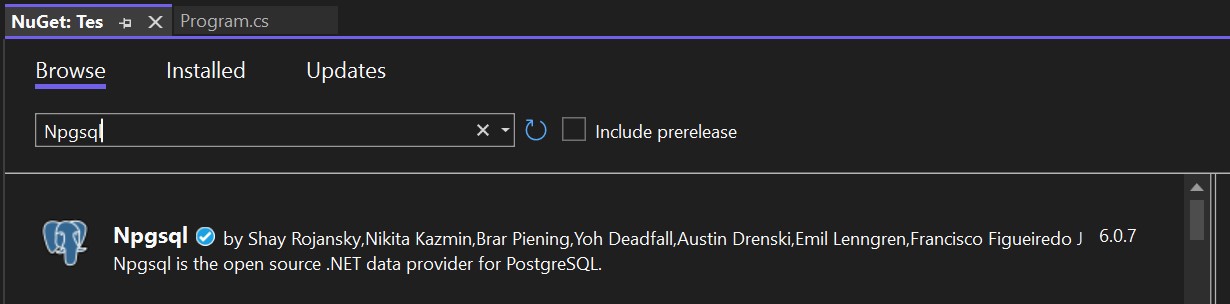 NuGet: Tes Program.cs
Browse Installed Updates
Npgsql Include prerelease
Npgsql by Shay Rojansky,Nikita Kazmin,Brar Piening,Yoh Deadfall,Austin Drenski,Emil Lenngren,Francisco Figueiredo J 6.0.7
Npgsql is the open source .NET data provider for PostgreSQL.